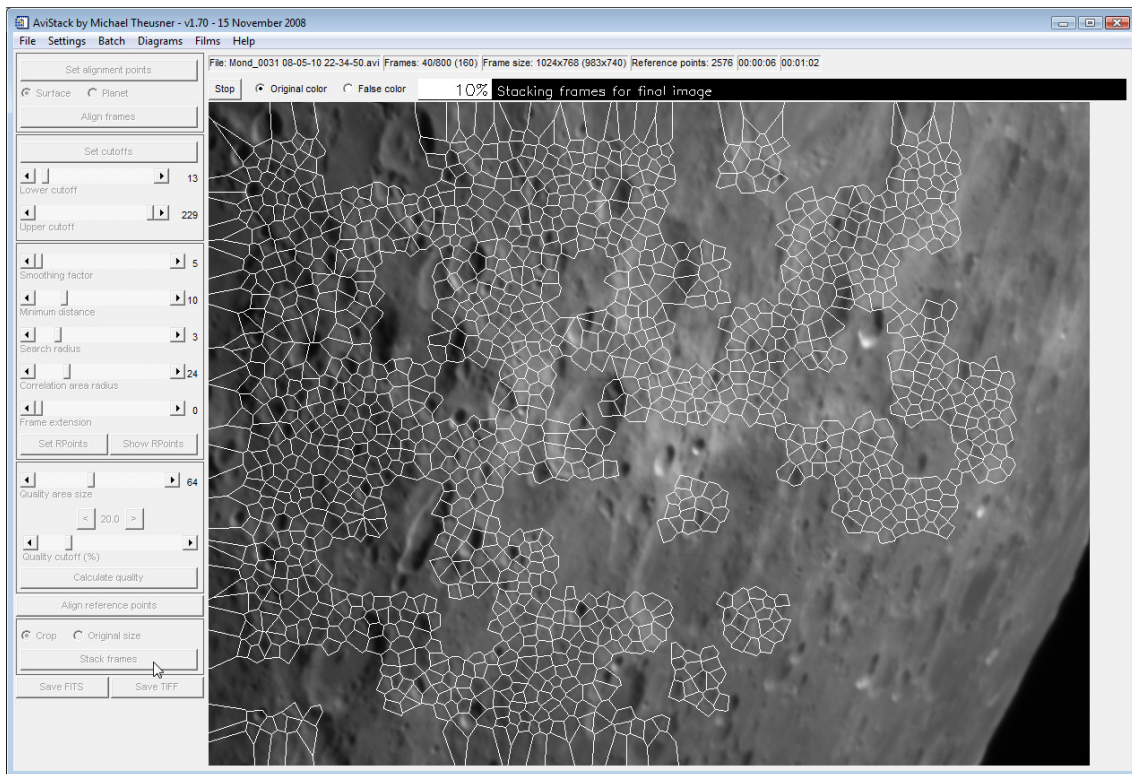 AviStack by Michael Theusner - v1.70 - 15 November 2008
File Settings Batch Diagrams Films Help
File: Mond_0031 08-05-10 22-34-50.avi Frames: 40/800 (160) Frame size: 1024x768 (983x740) Reference points: 2576 00:00:06 00:01:02
Stop Original color False color 10% Stacking frames for final image
Set alignment points
Surface Planet
Align frames
Set cutoffs
13
Lower cutoff
229
Upper cutoff
5
Smoothing factor
10
Minimum distance
3
Search radius
24
Correlation area radius
0
Frame extension
Set RPoints Show RPoints
64
Quality area size
< 20.0 >
Quality cutoff (%)
Calculate quality
Align reference points
Crop Original size
Stack frames
Save FITS Save TIFF